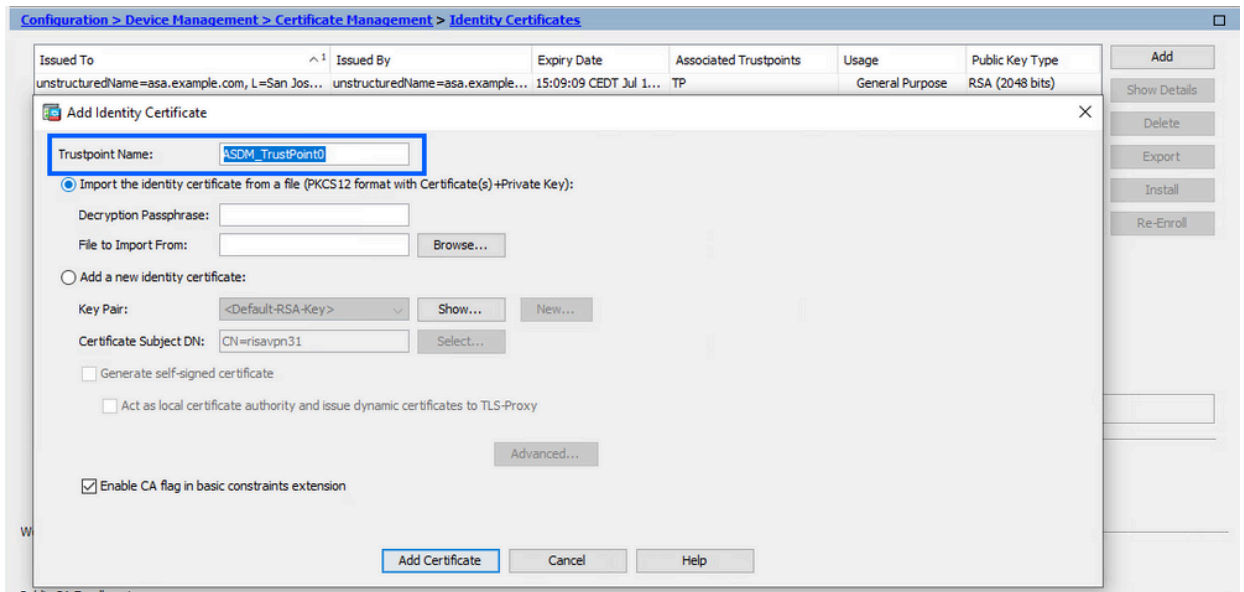 Configuration > Device Management > Certificate Management > Identity Certificates
Issued To 1 Issued By Expiry Date Associated Trustpoints Usage Public Key Type
unstructuredName=asa.example.com, L=San Jos... unstructuredName=asa.example... 15:09:09 CEDT Jul 1... TP General Purpose RSA (2048 bits)
Add
Show Details
Delete
Export
Install
Re-Enroll
Add Identity Certificate
Trustpoint Name: ASDM_TrustPoint0
Import the identity certificate from a file (PKCS12 format with Certificate(s)+Private Key):
Decryption Passphrase:
File to Import From: Browse...
Add a new identity certificate:
Key Pair: <Default-RSA-Key> Show... New...
Certificate Subject DN: CN=risavpn31 Select...
Generate self-signed certificate
Act as local certificate authority and issue dynamic certificates to TLS-Proxy
Advanced...
Enable CA flag in basic constraints extension
Add Certificate Cancel Help